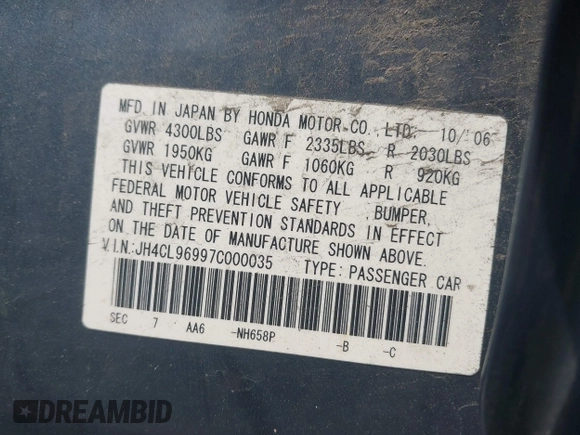 MFD. IN JAPAN BY HONDA MOTOR CO., LTD. 10/'06
GVWR 4300LBS GAWR F 2335LBS R 2030LBS
GVWR 1950KG GAWR F 1060KG R 920KG
THIS VEHICLE CONFORMS TO ALL APPLICABLE
FEDERAL MOTOR VEHICLE SAFETY ,BUMPER,
AND THEFT PREVENTION STANDARDS IN EFFECT
ON THE DATE OF MANUFACTURE SHOWN ABOVE.
V.I.N:JH4CL96997C000035 TYPE: PASSENGER CAR
SEC 7 AA6 -NH658P -B -C
DREAMBID